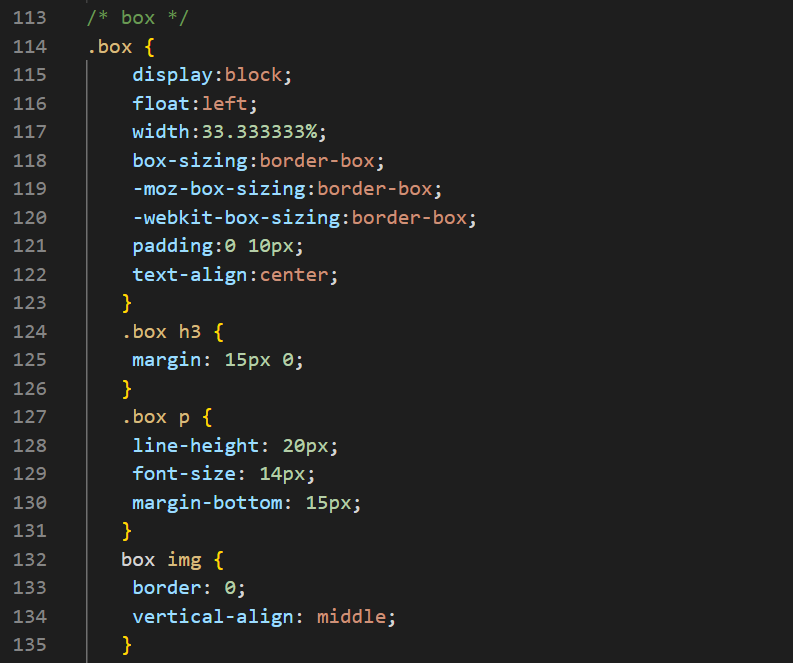 113 /* box */
114 .box {
115 display:block;
116 float:left;
117 width:33.333333%;
118 box-sizing:border-box;
119 -moz-box-sizing:border-box;
120 -webkit-box-sizing:border-box;
121 padding:0 10px;
122 text-align:center;
123 }
124 .box h3 {
125 margin: 15px 0;
126 }
127 .box p {
128 line-height: 20px;
129 font-size: 14px;
130 margin-bottom: 15px;
131 }
132 box img {
133 border: 0;
134 vertical-align: middle;
135 }